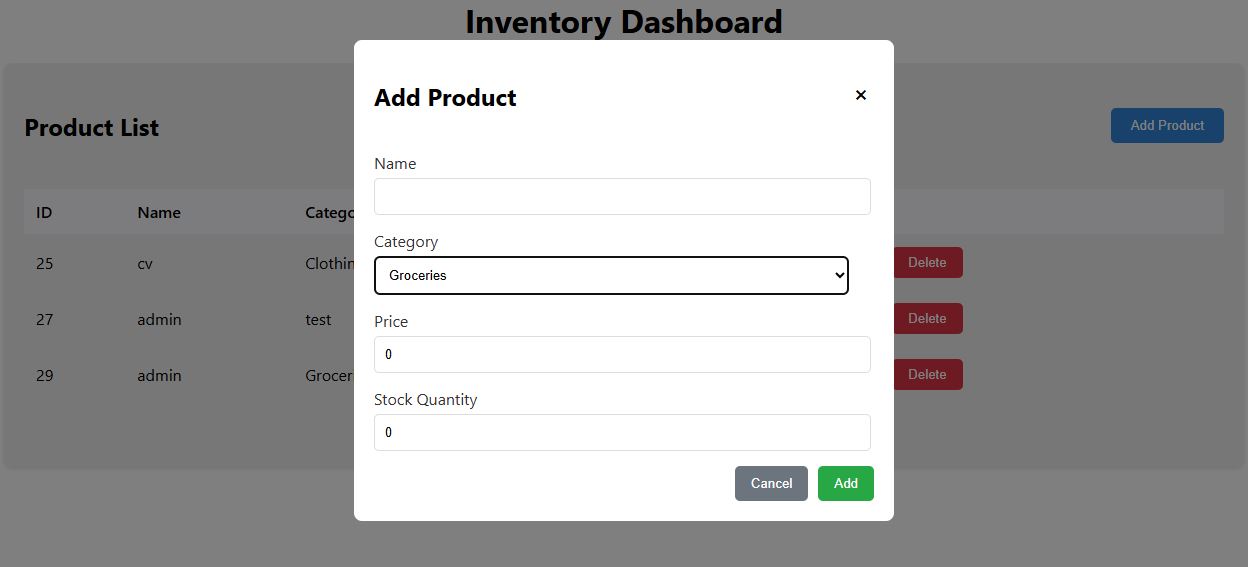 Inventory Dashboard
Add Product
×
Product List
Add Product
Name
ID Name Catego
Category
25 cv Clothin Delete
Groceries
Price
27 admin test Delete
0
29 admin Grocer Delete
Stock Quantity
0
Cancel Add